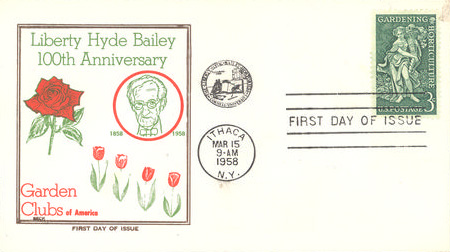 Liberty Hyde Bailey
100th Anniversary
1858 1958
Garden
Clubs of America
FIRST DAY OF ISSUE
ITHACA
MAR 15
9-AM
1958
N.Y.
GARDENING
HORTICULTURE
U.S. POSTAGE 3
FIRST DAY OF ISSUE